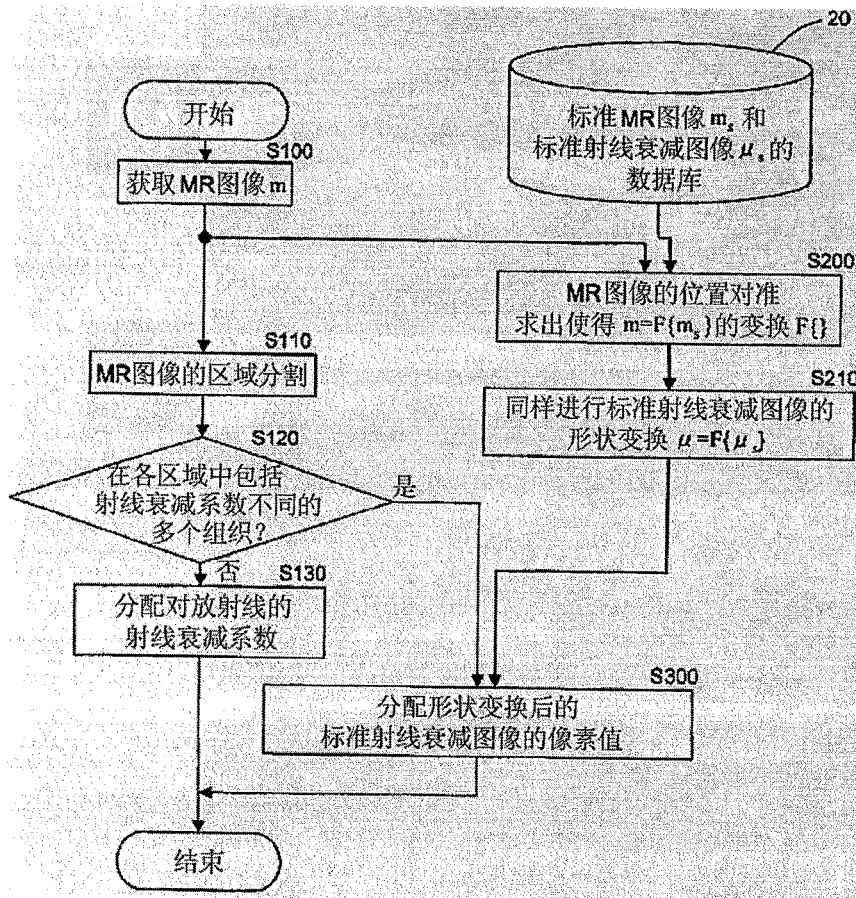 20
标准MR图像mₛ和
标准射线衰减图像μₛ的
数据库
开始
S100
获取MR图像m
S200
MR图像的位置对准
求出使得 m=F{mₛ}的变换 F{}
S110
MR图像的区域分割
S210
同样进行标准射线衰减图像的
形状变换 μ=F{μₛ}
S120
在各区域中包括
射线衰减系数不同的
多个组织？
是
否
S130
分配对放射线的
射线衰减系数
S300
分配形状变换后的
标准射线衰减图像的像素值
结束